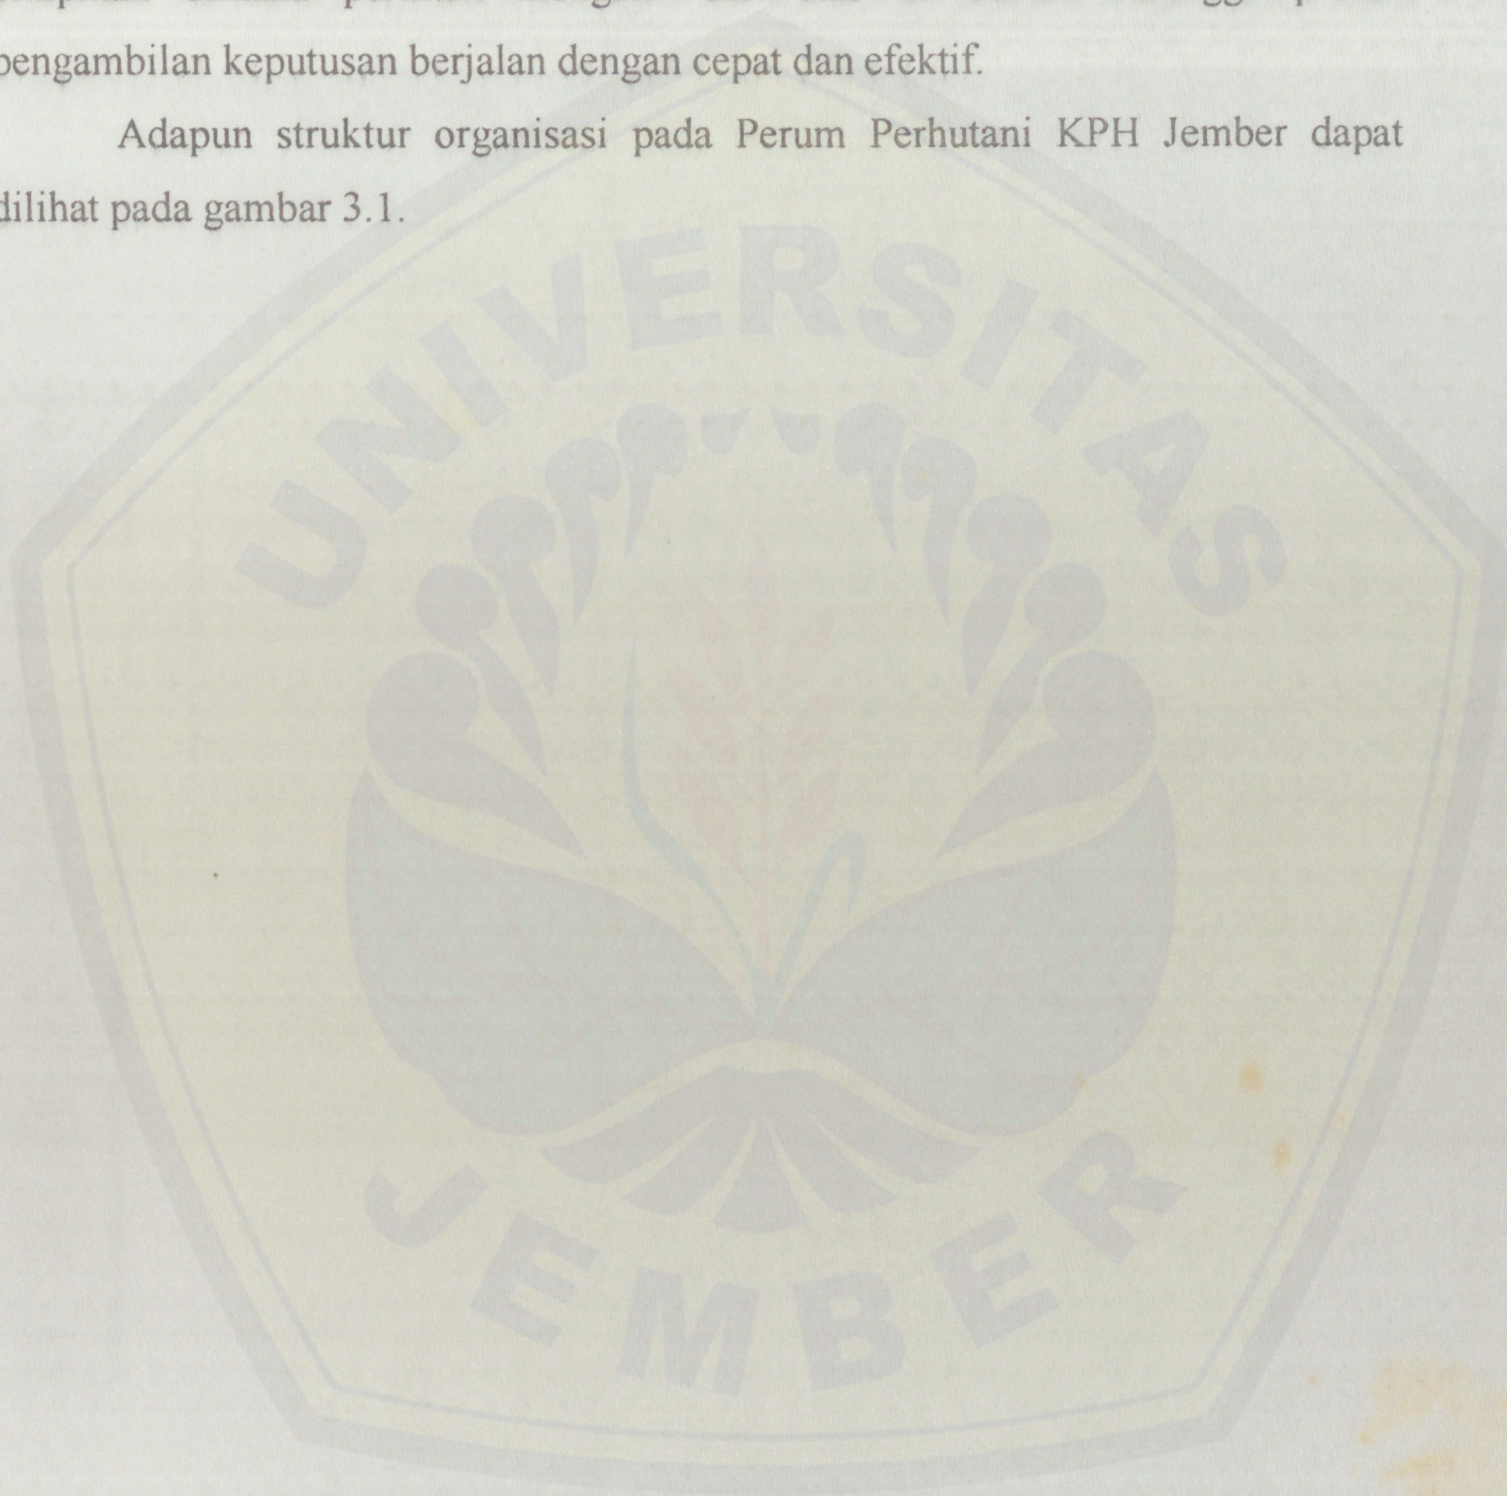 pengambilan keputusan berjalan dengan cepat dan efektif.
Adapun struktur organisasi pada Perum Perhutani KPH Jember dapat
dilihat pada gambar 3.1.
UNIVERSITAS
JEMBER